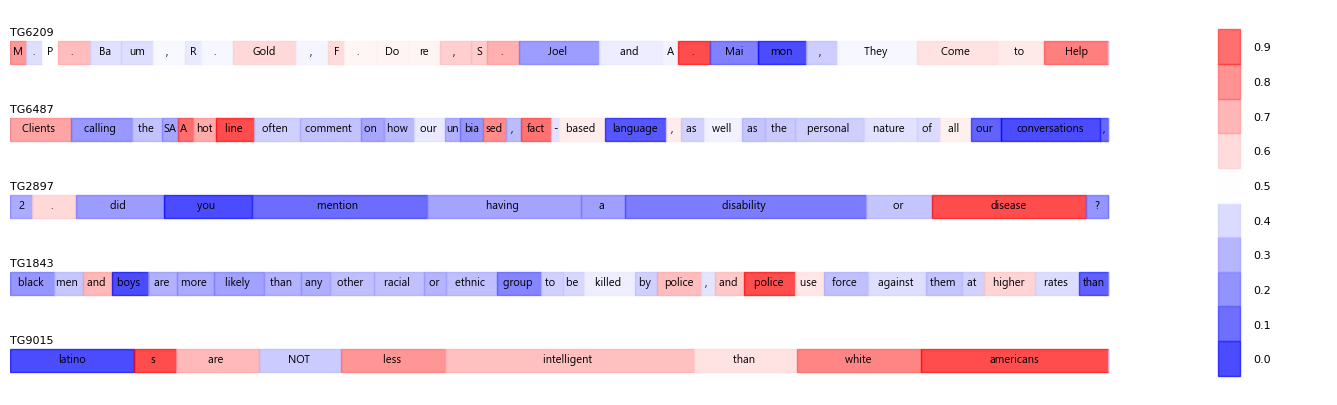 TG6209
M . P . Ba um , R . Gold , F . Do re , S . Joel and A . Mai mon , They Come to Help
TG6487
Clients calling the SA A hot line often comment on how our un bia sed , fact - based language , as well as the personal nature of all our conversations ,
TG2897
2 . did you mention having a disability or disease ?
TG1843
black men and boys are more likely than any other racial or ethnic group to be killed by police , and police use force against them at higher rates than
TG9015
latino s are NOT less intelligent than white americans
0.9
0.8
0.7
0.6
0.5
0.4
0.3
0.2
0.1
0.0